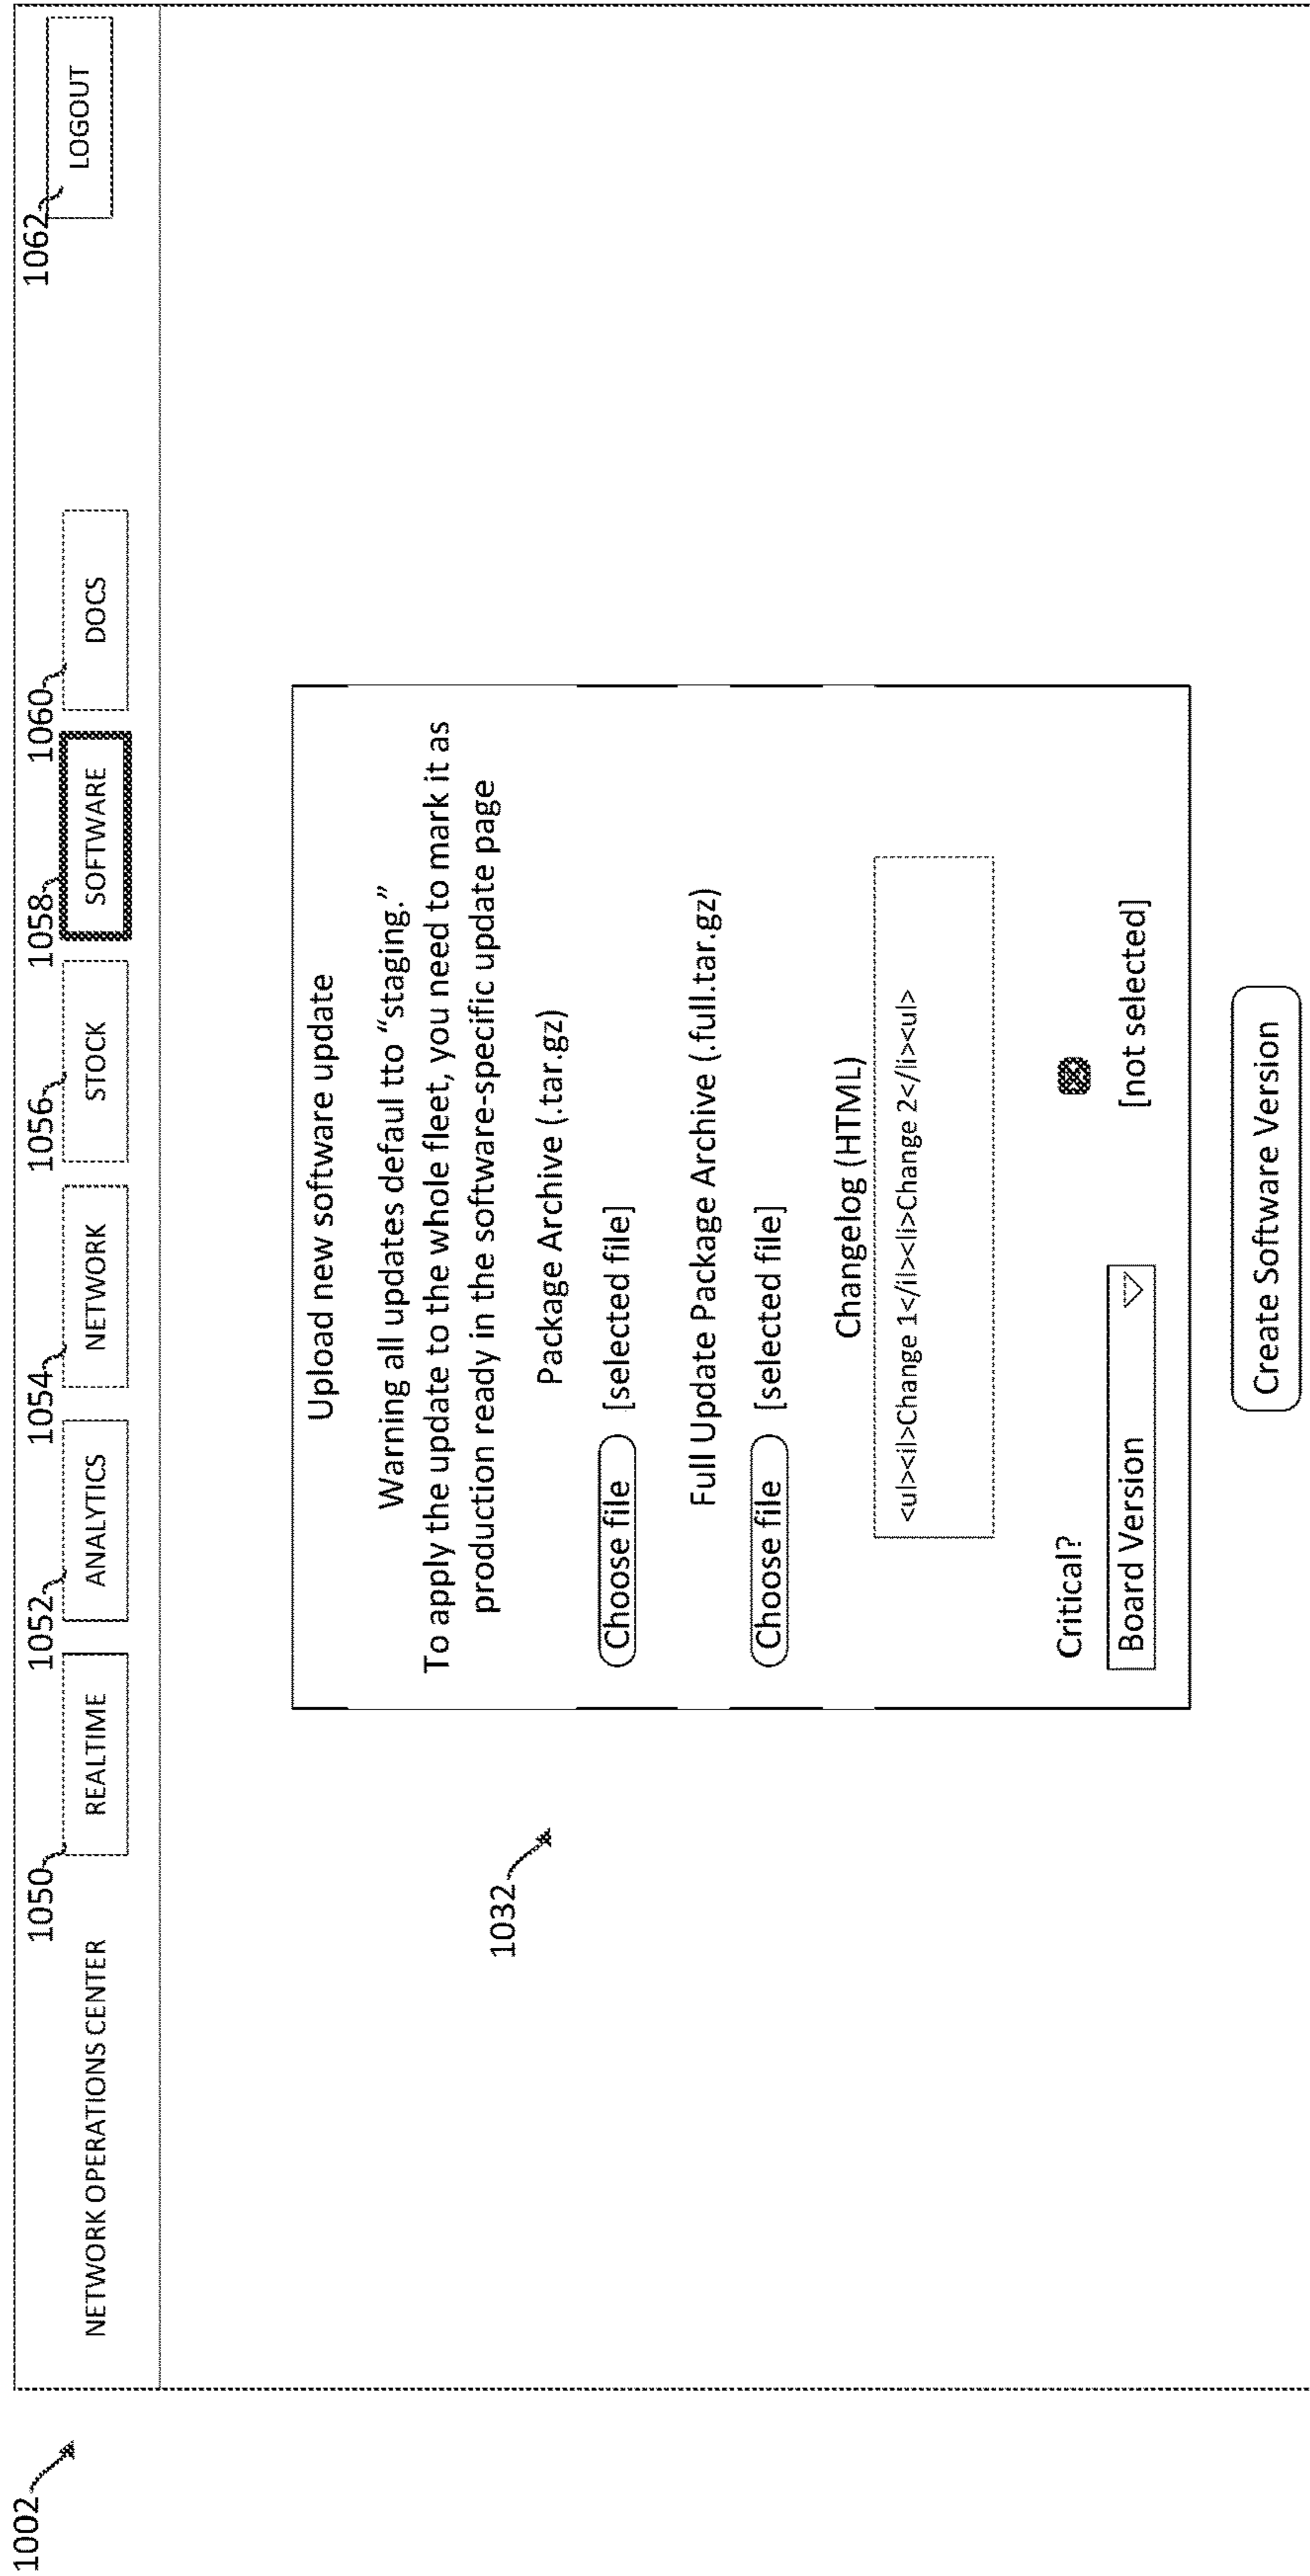 1002
NETWORK OPERATIONS CENTER
1050 REALTIME
1052 ANALYTICS
1054 NETWORK
1056 STOCK
1058 SOFTWARE
1060 DOCS
1062 LOGOUT
1032
Upload new software update
Warning all updates defaul tto “staging.”
To apply the update to the whole fleet, you need to mark it as
production ready in the software-specific update page
Package Archive (.tar.gz)
Choose file [selected file]
Full Update Package Archive (.full.tar.gz)
Choose file [selected file]
Changelog (HTML)
<ul><il>Change 1</il><li>Change 2</li><ul>
Critical?
Board Version [not selected]
Create Software Version